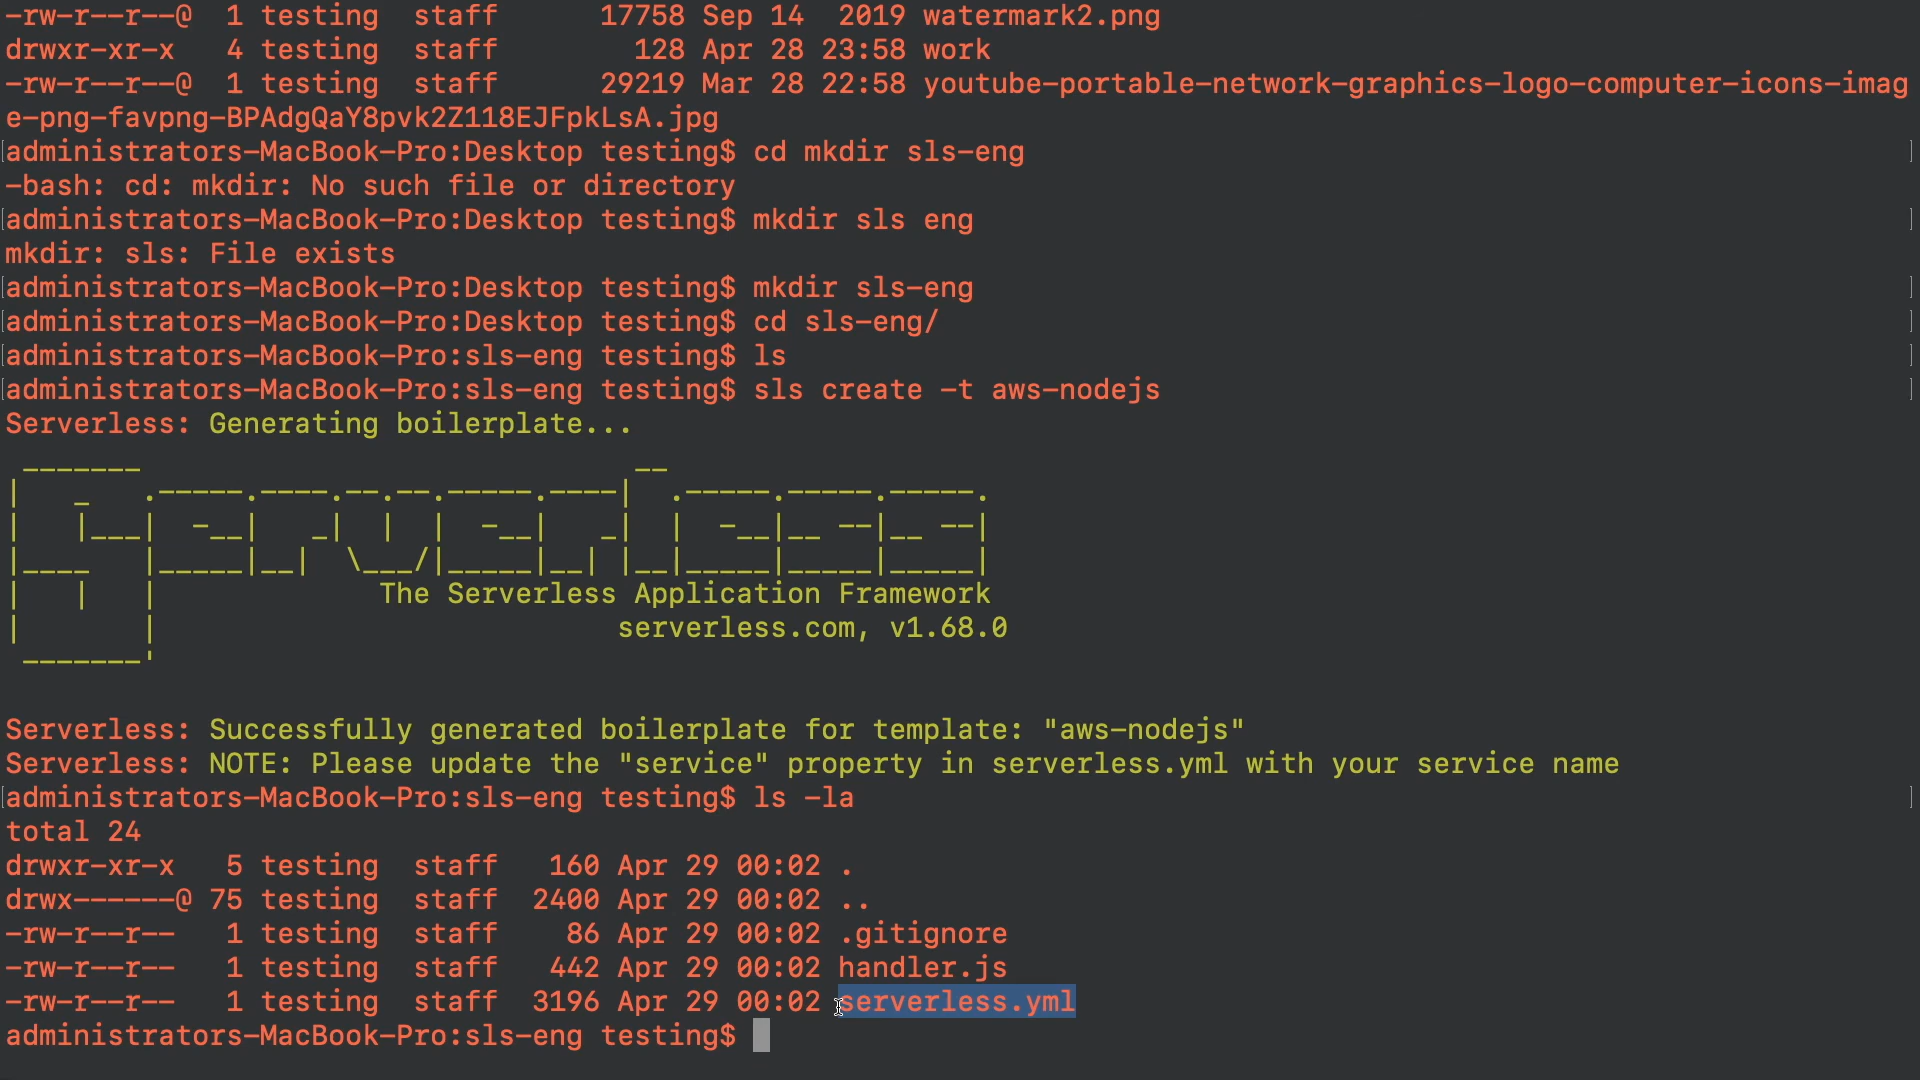 -rw-r--r--@  1 testing  staff      17758 Sep 14  2019 watermark2.png
drwxr-xr-x   4 testing  staff        128 Apr 28 23:58 work
-rw-r--r--@  1 testing  staff      29219 Mar 28 22:58 youtube-portable-network-graphics-logo-computer-icons-imag
e-png-favpng-BPAdgQaY8pvk2Z118EJFpkLsA.jpg
[administrators-MacBook-Pro:Desktop testing$ cd mkdir sls-eng ]
-bash: cd: mkdir: No such file or directory
[administrators-MacBook-Pro:Desktop testing$ mkdir sls eng ]
mkdir: sls: File exists
[administrators-MacBook-Pro:Desktop testing$ mkdir sls-eng ]
[administrators-MacBook-Pro:Desktop testing$ cd sls-eng/ ]
[administrators-MacBook-Pro:sls-eng testing$ ls ]
[administrators-MacBook-Pro:sls-eng testing$ sls create -t aws-nodejs ]
Serverless: Generating boilerplate...
Serverless
The Serverless Application Framework
serverless.com, v1.68.0
Serverless: Successfully generated boilerplate for template: "aws-nodejs"
Serverless: NOTE: Please update the "service" property in serverless.yml with your service name
[administrators-MacBook-Pro:sls-eng testing$ ls -la ]
total 24
drwxr-xr-x   5 testing  staff   160 Apr 29 00:02 .
drwx------@ 75 testing  staff  2400 Apr 29 00:02 ..
-rw-r--r--   1 testing  staff    86 Apr 29 00:02 .gitignore
-rw-r--r--   1 testing  staff   442 Apr 29 00:02 handler.js
-rw-r--r--   1 testing  staff  3196 Apr 29 00:02 serverless.yml
administrators-MacBook-Pro:sls-eng testing$